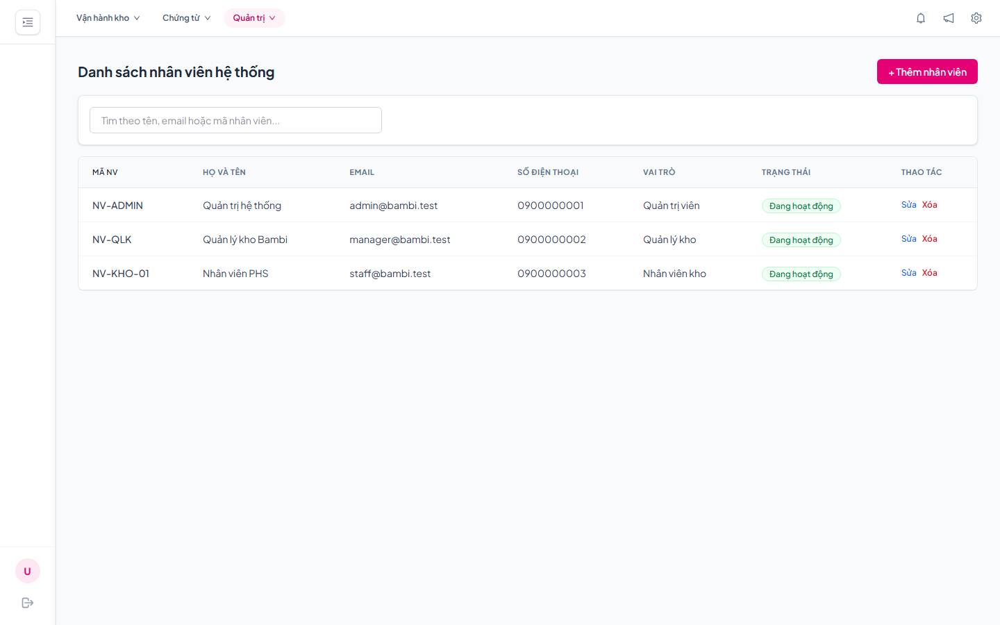 Vận hành kho Chứng từ Quản trị
Danh sách nhân viên hệ thống
+ Thêm nhân viên
Tìm theo tên, email hoặc mã nhân viên...
MÃ NV HỌ VÀ TÊN EMAIL SỐ ĐIỆN THOẠI VAI TRÒ TRẠNG THÁI THAO TÁC
NV-ADMIN Quản trị hệ thống admin@bambi.test 0900000001 Quản trị viên Đang hoạt động Sửa Xóa
NV-QLK Quản lý kho Bambi manager@bambi.test 0900000002 Quản lý kho Đang hoạt động Sửa Xóa
NV-KHO-01 Nhân viên PHS staff@bambi.test 0900000003 Nhân viên kho Đang hoạt động Sửa Xóa
U